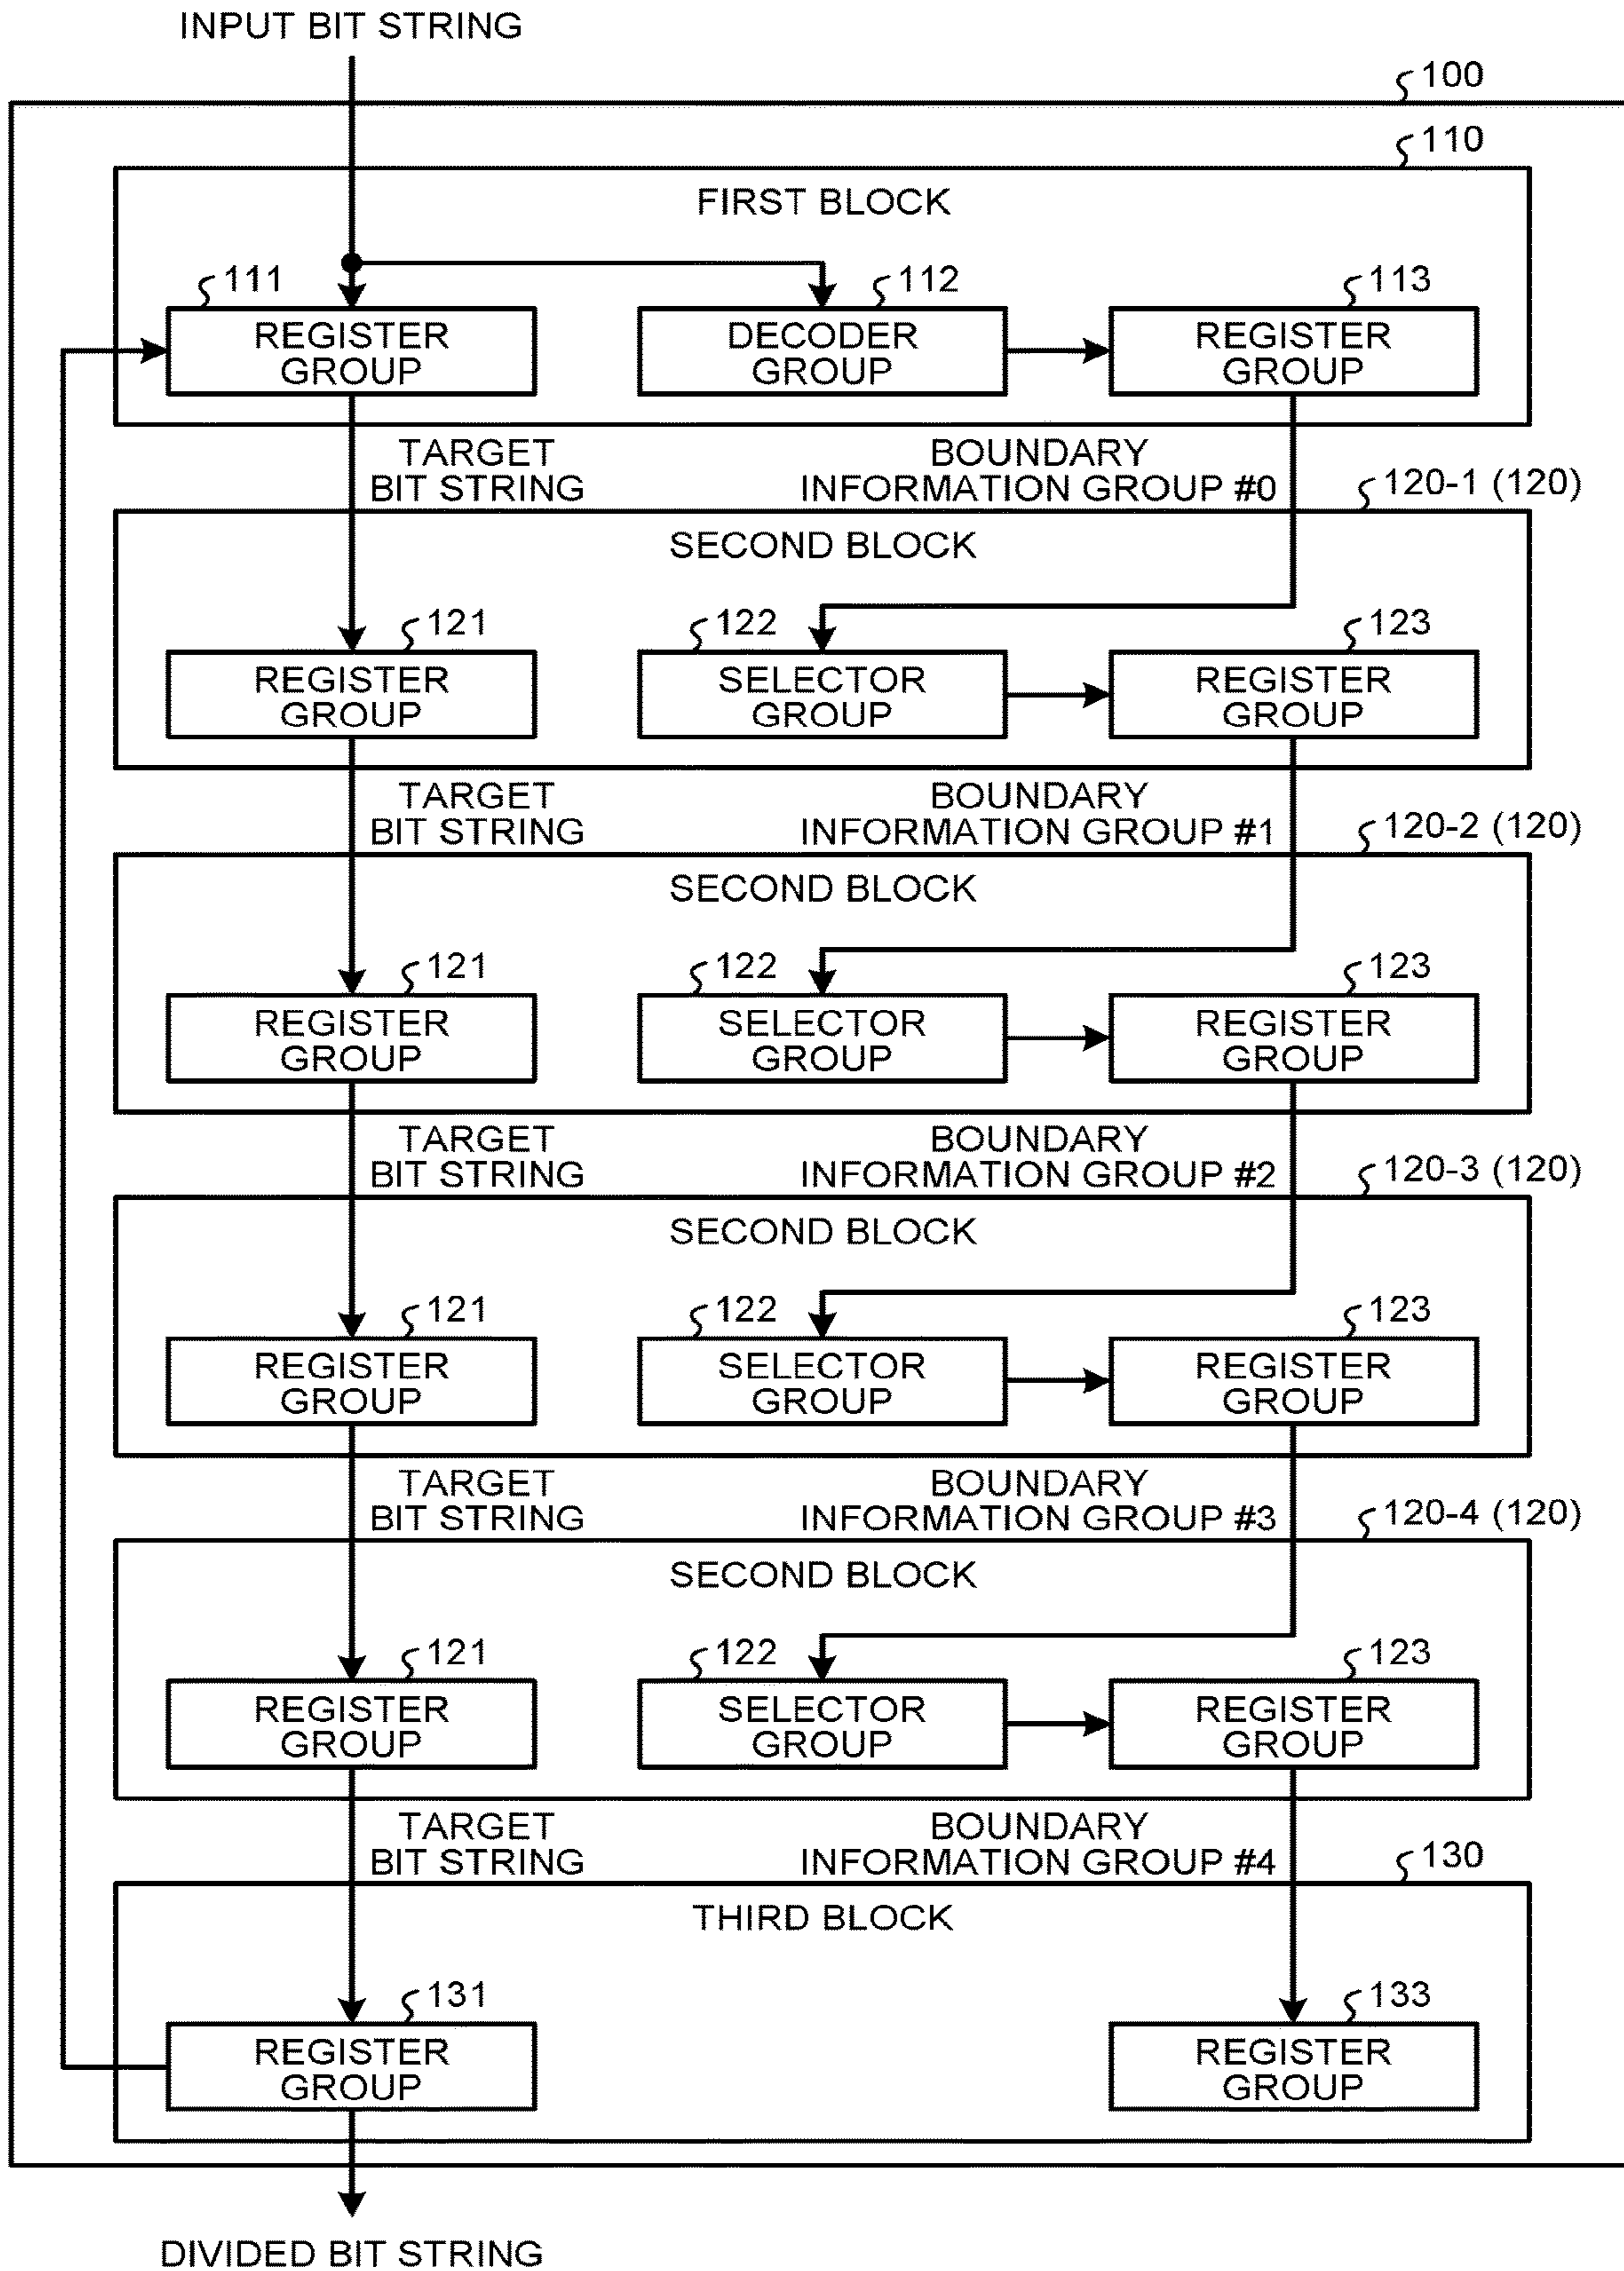 INPUT BIT STRING
100
110
FIRST BLOCK
111
112
113
REGISTER
GROUP
DECODER
GROUP
REGISTER
GROUP
TARGET
BIT STRING
BOUNDARY
INFORMATION GROUP #0
120-1 (120)
SECOND BLOCK
121
122
123
REGISTER
GROUP
SELECTOR
GROUP
REGISTER
GROUP
TARGET
BIT STRING
BOUNDARY
INFORMATION GROUP #1
120-2 (120)
SECOND BLOCK
121
122
123
REGISTER
GROUP
SELECTOR
GROUP
REGISTER
GROUP
TARGET
BIT STRING
BOUNDARY
INFORMATION GROUP #2
120-3 (120)
SECOND BLOCK
121
122
123
REGISTER
GROUP
SELECTOR
GROUP
REGISTER
GROUP
TARGET
BIT STRING
BOUNDARY
INFORMATION GROUP #3
120-4 (120)
SECOND BLOCK
121
122
123
REGISTER
GROUP
SELECTOR
GROUP
REGISTER
GROUP
TARGET
BIT STRING
BOUNDARY
INFORMATION GROUP #4
130
THIRD BLOCK
131
133
REGISTER
GROUP
REGISTER
GROUP
DIVIDED BIT STRING